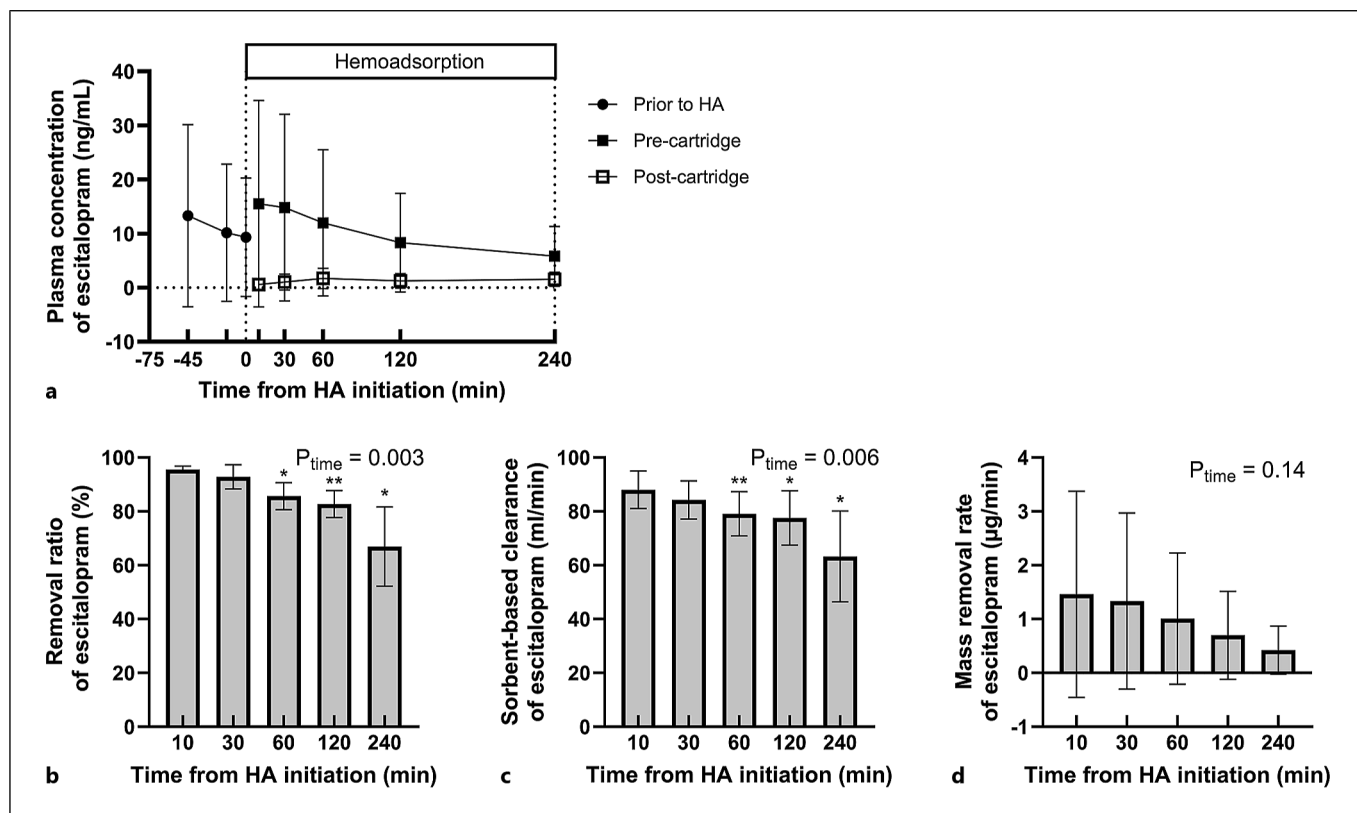 Hemoadsorption
40
30
20
10
0
-10
Plasma concentration
of escitalopram (ng/mL)
Prior to HA
Pre-cartridge
Post-cartridge
-75 -45 0 30 60 120 240
Time from HA initiation (min)
a
100
80
60
40
20
0
Removal ratio
of escitalopram (%)
Ptime = 0.003
* ** *
10 30 60 120 240
Time from HA initiation (min)
b
100
80
60
40
20
0
Sorbent-based clearance
of escitalopram (ml/min)
Ptime = 0.006
** * *
10 30 60 120 240
Time from HA initiation (min)
c
4
3
2
1
0
-1
Mass removal rate
of escitalopram (µg/min)
Ptime = 0.14
10 30 60 120 240
Time from HA initiation (min)
d